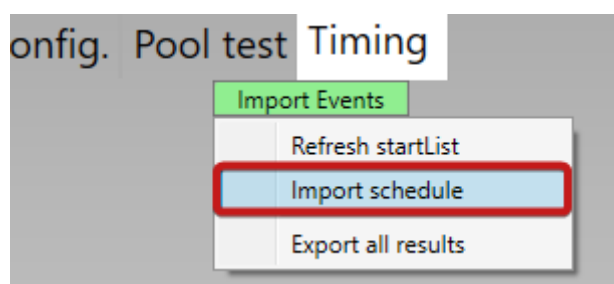 onfig. Pool test Timing
Import Events
Refresh startList
Import schedule
Export all results